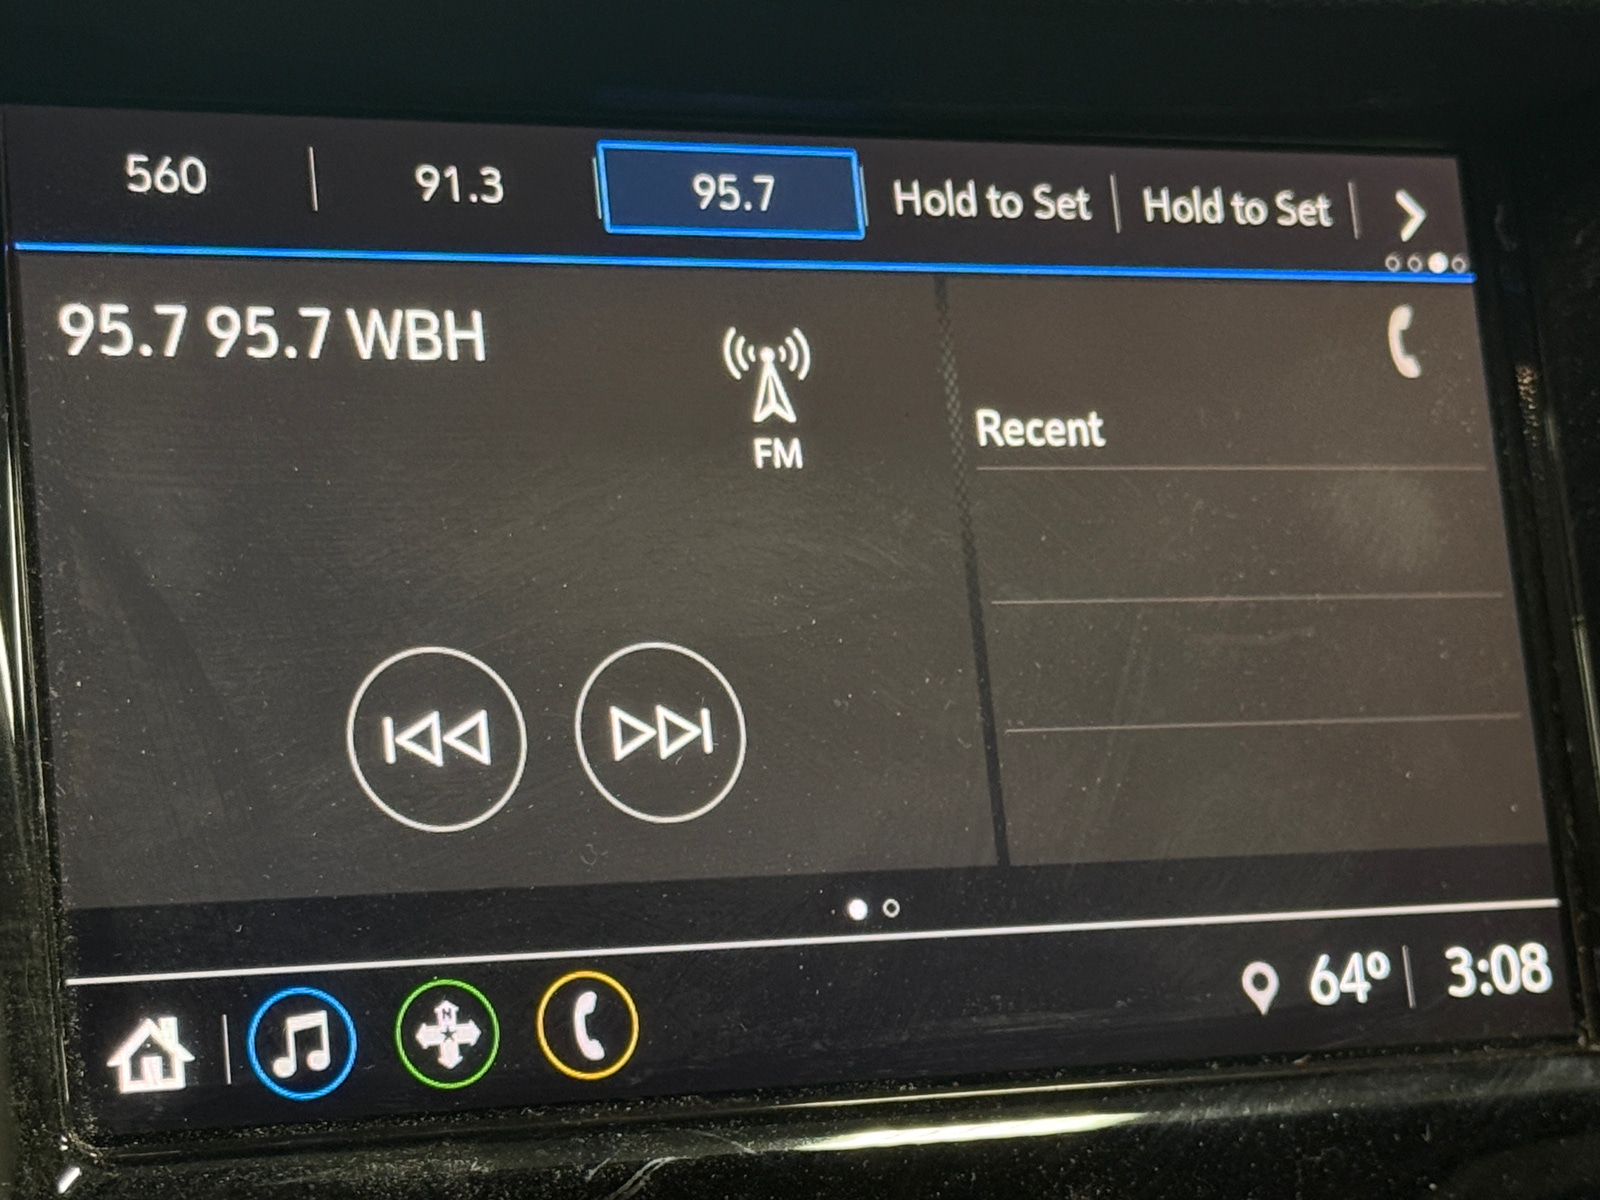 560 91.3 95.7 Hold to Set Hold to Set
95.7 95.7 WBH
FM
Recent
N
64° 3:08